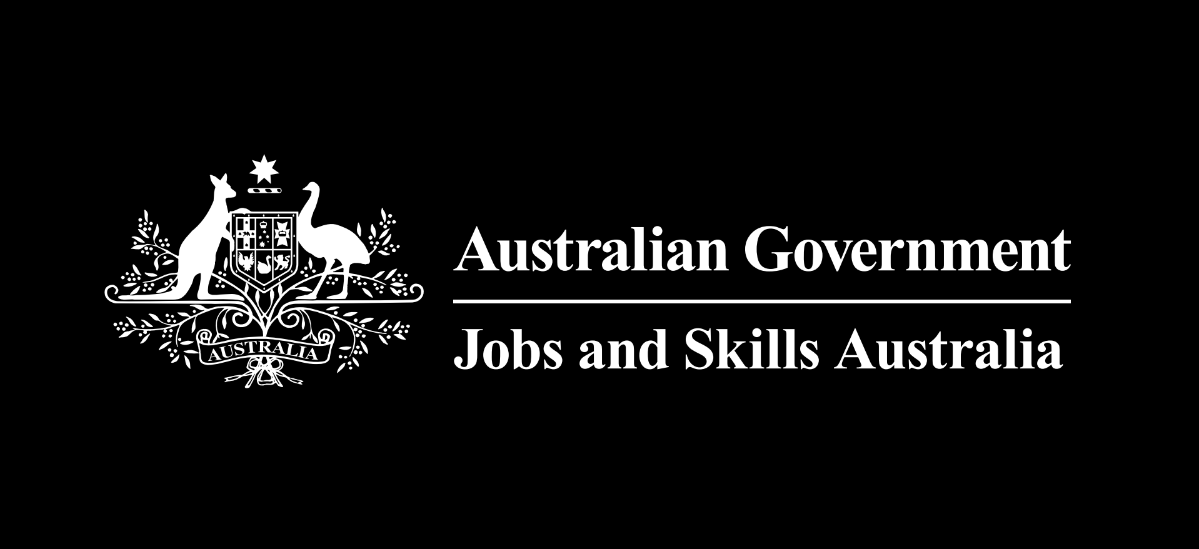 Australian Government
Jobs and Skills Australia
AUSTRALIA